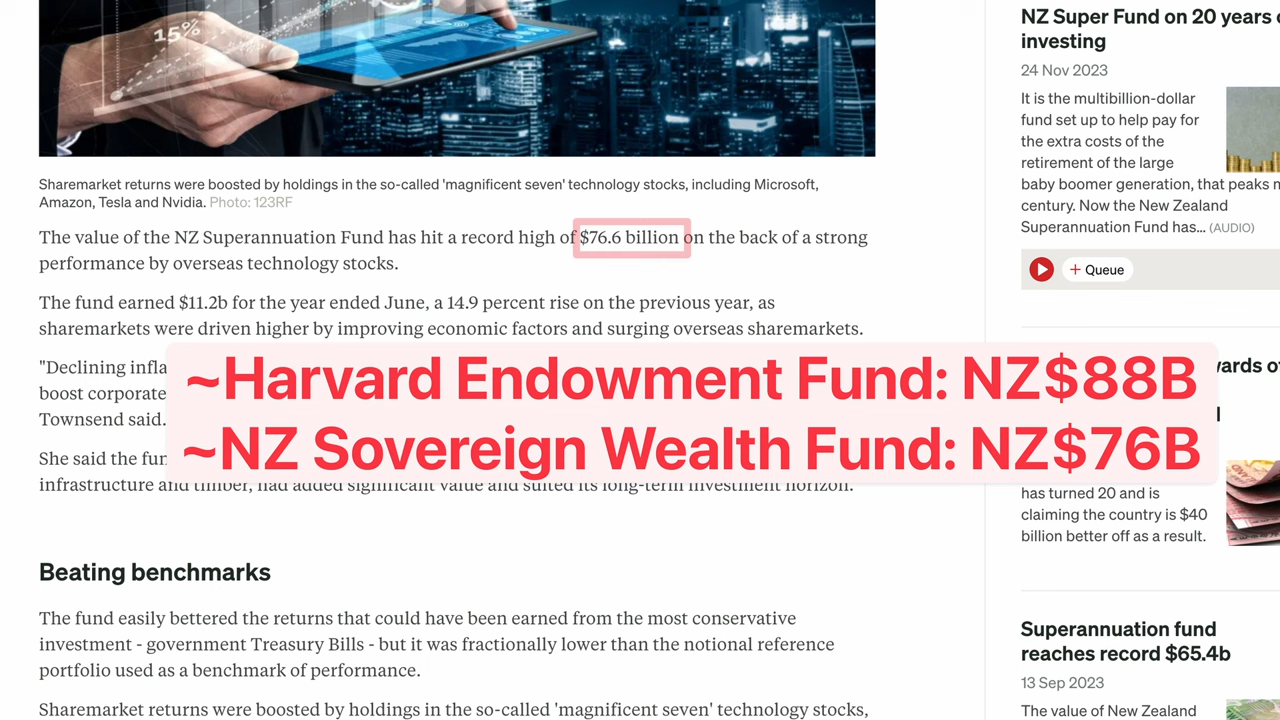 15%
Sharemarket returns were boosted by holdings in the so-called 'magnificent seven' technology stocks, including Microsoft,
Amazon, Tesla and Nvidia. Photo: 123RF
The value of the NZ Superannuation Fund has hit a record high of $76.6 billion on the back of a strong
performance by overseas technology stocks.
The fund earned $11.2b for the year ended June, a 14.9 percent rise on the previous year, as
sharemarkets were driven higher by improving economic factors and surging overseas sharemarkets.
"Declining infla
boost corporate
Townsend said.
She said the fun
infrastructure and timber, had added significant value and suited its long-term investment horizon.
~Harvard Endowment Fund: NZ$88B
~NZ Sovereign Wealth Fund: NZ$76B
Beating benchmarks
The fund easily bettered the returns that could have been earned from the most conservative
investment - government Treasury Bills - but it was fractionally lower than the notional reference
portfolio used as a benchmark of performance.
Sharemarket returns were boosted by holdings in the so-called 'magnificent seven' technology stocks,
NZ Super Fund on 20 years
investing
24 Nov 2023
It is the multibillion-dollar
fund set up to help pay for
the extra costs of the
retirement of the large
baby boomer generation, that peaks
century. Now the New Zealand
Superannuation Fund has... (AUDIO)
+ Queue
has turned 20 and is
claiming the country is $40
billion better off as a result.
Superannuation fund
reaches record $65.4b
13 Sep 2023
The value of New Zealand